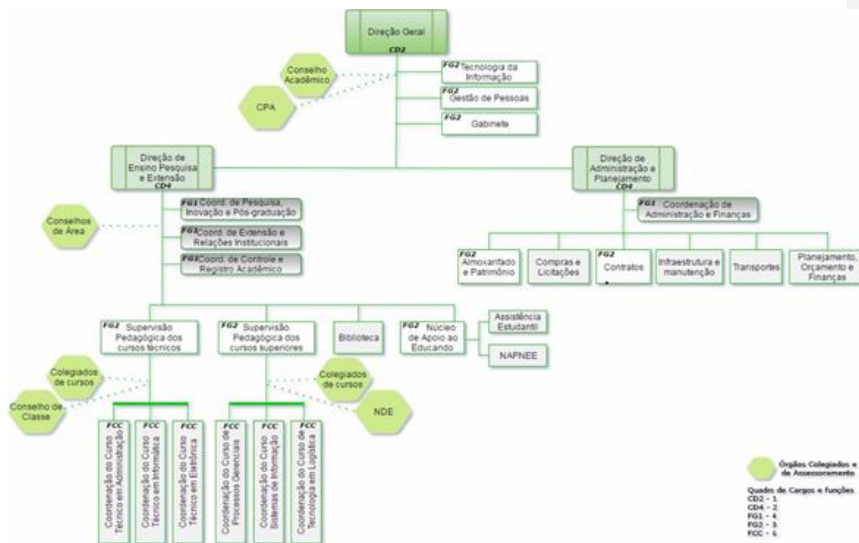 Direção Geral
CD2
Conselho
Acadêmico
CPA
FG2 Tecnologia da
Informação
FG2
Gestão de Pessoas
FG2
Gabinete
Direção de
Ensino Pesquisa
e Extensão
CD4
Direção de
Administração e
Planejamento
CD4
Conselhos
de Área
FG1 Coord. de Pesquisa,
Inovação e Pós-graduação
FG1 Coord. de Extensão e
Relações Institucionais
FG1 Coord. de Controle e
Registro Acadêmico
FG1 Coordenação de
Administração e Finanças
FG2
Almoxarifado
e Patrimônio
Compras e
Licitações
FG2
Contratos
Infraestrutura e
manutenção
Transportes
Planejamento,
Orçamento e
Finanças
FG2 Supervisão
Pedagógica dos
cursos técnicos
FG2 Supervisão
Pedagógica dos
cursos superiores
Biblioteca
FG2 Núcleo
de Apoio ao
Educando
Assistência
Estudantil
NAPNEE
Colegiados
de cursos
Conselho de
Classe
Colegiados
de cursos
NDE
FCC
Coordenação do Curso
Técnico em Administração
FCC
Coordenação do Curso
Técnico em Informática
FCC
Coordenação do Curso
Técnico em Eletrônica
FCC
Coordenação do Curso de
Processos Gerenciais
FCC
Coordenação do Curso
Sistemas de Informação
FCC
Coordenação do Curso de
Tecnologia em Logística
Órgãos Colegiados e
de Assessoramento
Quadro de Cargos e funções
CD2 - 1
CD4 - 2
FG1 - 4